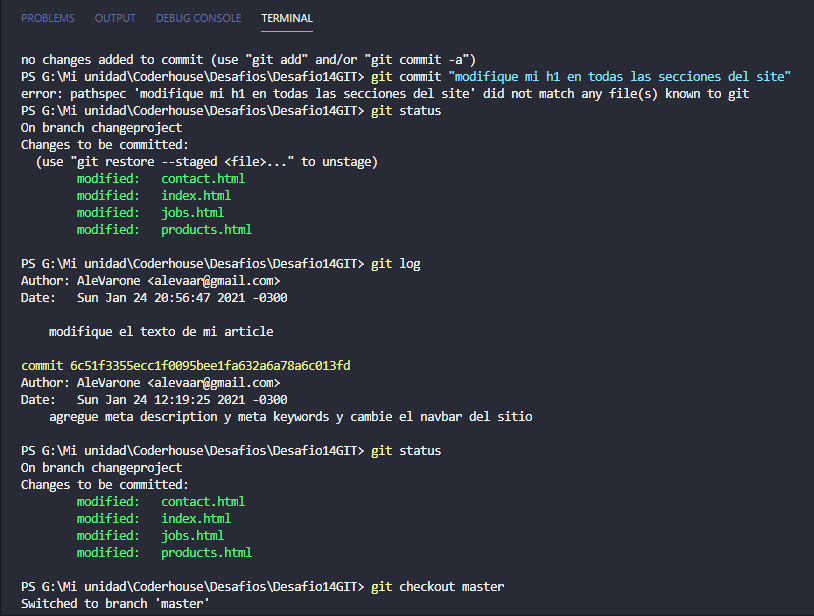 PROBLEMS OUTPUT DEBUG CONSOLE TERMINAL
no changes added to commit (use "git add" and/or "git commit -a")
PS G:\Mi unidad\Coderhouse\Desafios\Desafio14GIT> git commit "modifique mi h1 en todas las secciones del site"
error: pathspec 'modifique mi h1 en todas las secciones del site' did not match any file(s) known to git
PS G:\Mi unidad\Coderhouse\Desafios\Desafio14GIT> git status
On branch changeproject
Changes to be committed:
  (use "git restore --staged <file>..." to unstage)
        modified:   contact.html
        modified:   index.html
        modified:   jobs.html
        modified:   products.html
PS G:\Mi unidad\Coderhouse\Desafios\Desafio14GIT> git log
Author: AleVarone <alevaar@gmail.com>
Date:   Sun Jan 24 20:56:47 2021 -0300
    modifique el texto de mi article
commit 6c51f3355ecc1f0095bee1fa632a6a78a6c013fd
Author: AleVarone <alevaar@gmail.com>
Date:   Sun Jan 24 12:19:25 2021 -0300
    agregue meta description y meta keywords y cambie el navbar del sitio
PS G:\Mi unidad\Coderhouse\Desafios\Desafio14GIT> git status
On branch changeproject
Changes to be committed:
        modified:   contact.html
        modified:   index.html
        modified:   jobs.html
        modified:   products.html
PS G:\Mi unidad\Coderhouse\Desafios\Desafio14GIT> git checkout master
Switched to branch 'master'